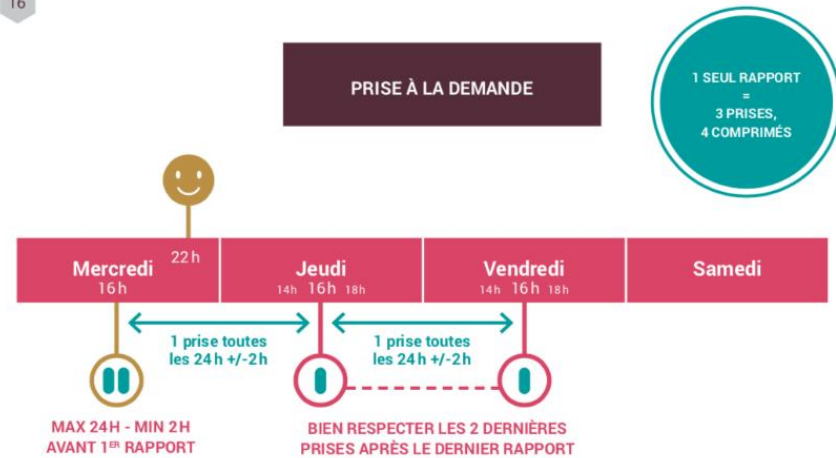 16
PRISE À LA DEMANDE
1 SEUL RAPPORT
=
3 PRISES,
4 COMPRIMÉS
22h
Mercredi
16h
Jeudi
14h 16h 18h
Vendredi
14h 16h 18h
Samedi
1 prise toutes
les 24h +/-2h
1 prise toutes
les 24h +/-2h
MAX 24H - MIN 2H
AVANT 1ER RAPPORT
BIEN RESPECTER LES 2 DERNIÈRES
PRISES APRÈS LE DERNIER RAPPORT